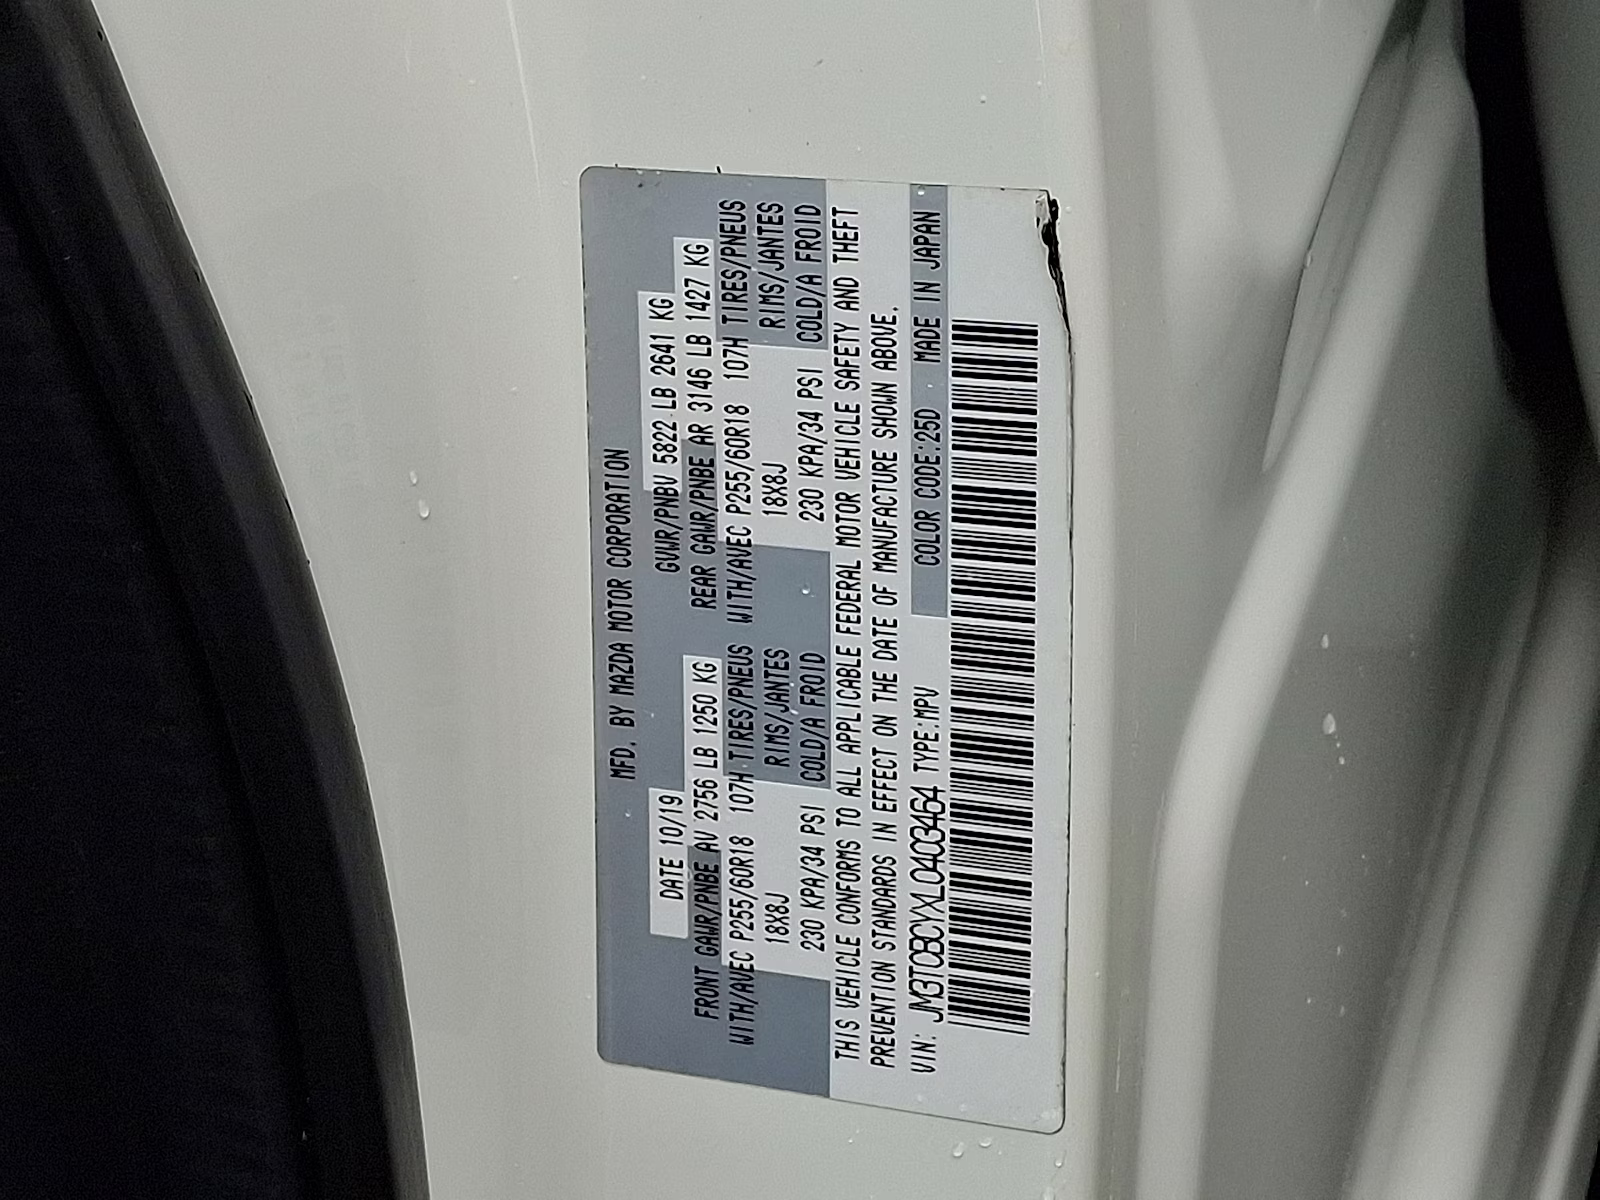 MFD. BY MAZDA MOTOR CORPORATION
DATE 10/19 GVWR/PNBV 5822 LB 2641 KG
FRONT GAWR/PNBE AV 2756 LB 1250 KG REAR GAWR/PNBE AR 3146 LB 1427 KG
WITH/AVEC P255/60R18 107H TIRES/PNEUS WITH/AVEC P255/60R18 107H TIRES/PNEUS
18X8J RIMS/JANTES 18X8J RIMS/JANTES
230 KPA/34 PSI COLD/A FROID 230 KPA/34 PSI COLD/A FROID
THIS VEHICLE CONFORMS TO ALL APPLICABLE FEDERAL MOTOR VEHICLE SAFETY AND THEFT
PREVENTION STANDARDS IN EFFECT ON THE DATE OF MANUFACTURE SHOWN ABOVE.
VIN: JM3TCBCYXL0403464 TYPE:MPV COLOR CODE:25D MADE IN JAPAN